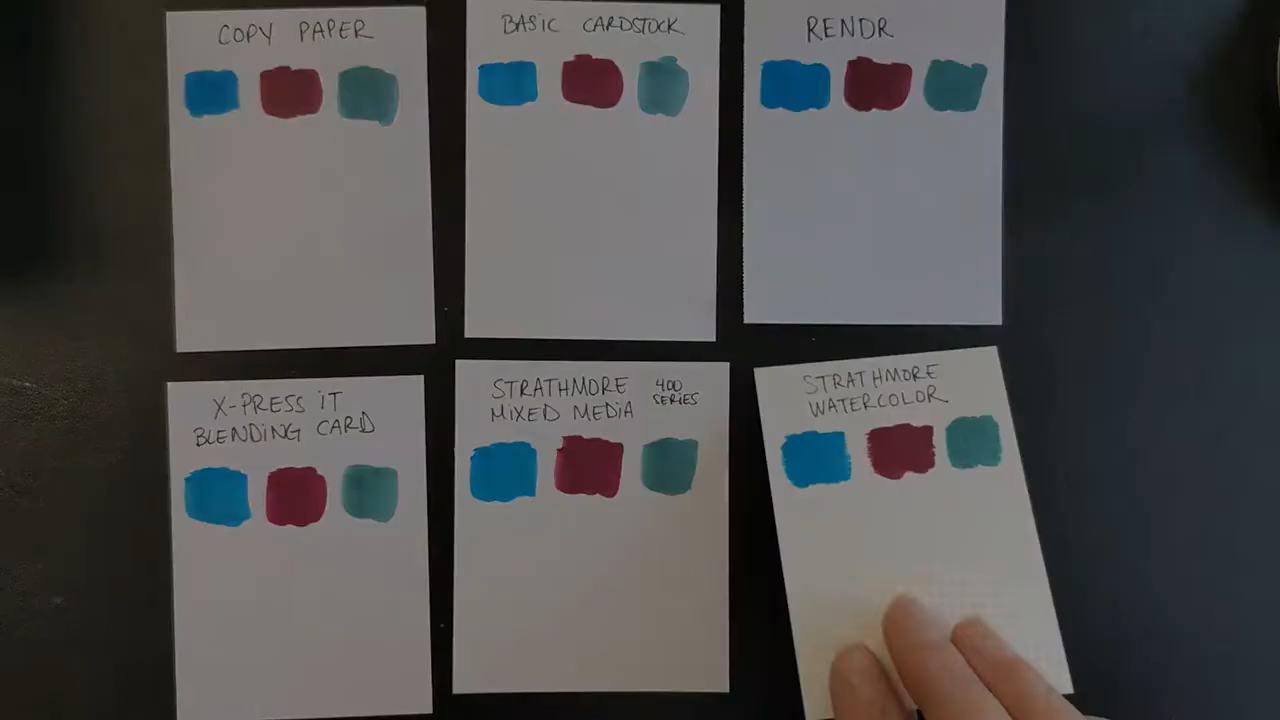 COPY PAPER
BASIC CARDSTOCK
RENDR
X-PRESS IT
BLENDING CARD
STRATHMORE 400 SERIES
MIXED MEDIA
STRATHMORE
WATERCOLOR